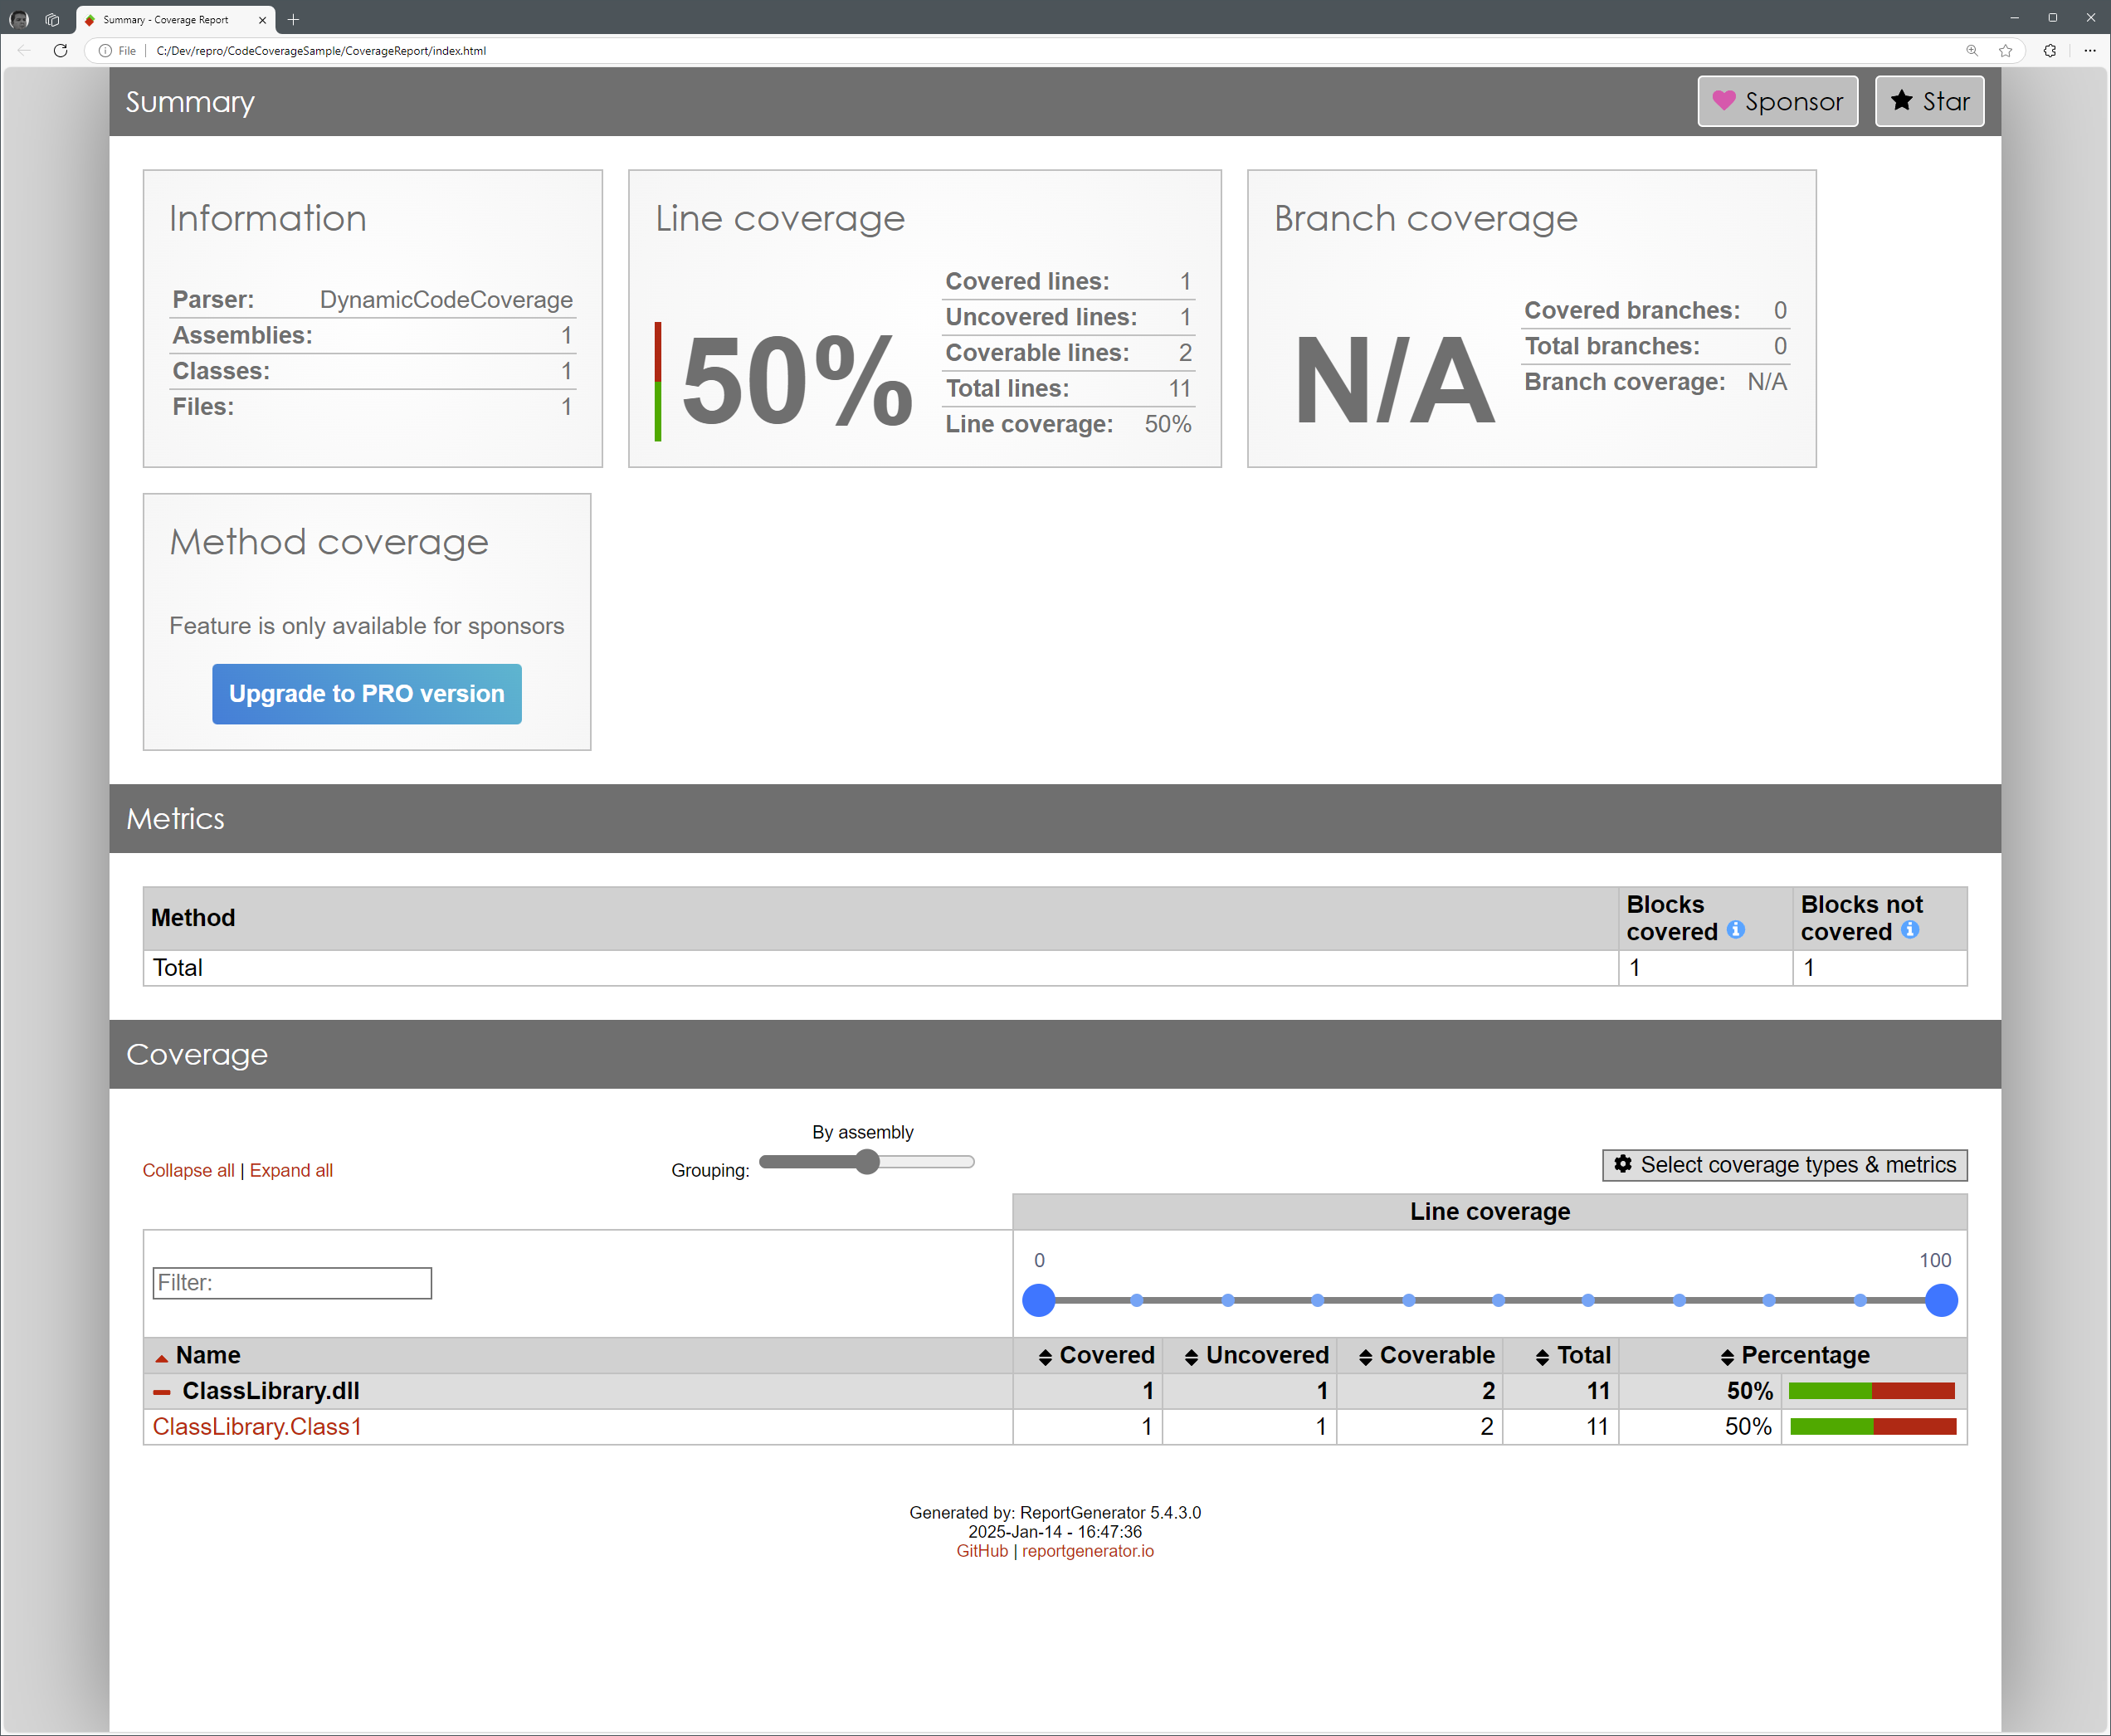 Summary - Coverage Report
File
C:/Dev/repro/CodeCoverageSample/CoverageReport/index.html
Summary
Sponsor
Star
Information
Parser: DynamicCodeCoverage
Assemblies: 1
Classes: 1
Files: 1
Line coverage
50%
Covered lines: 1
Uncovered lines: 1
Coverable lines: 2
Total lines: 11
Line coverage: 50%
Branch coverage
N/A
Covered branches: 0
Total branches: 0
Branch coverage: N/A
Method coverage
Feature is only available for sponsors
Upgrade to PRO version
Metrics
Method
Blocks
covered
Blocks not
covered
Total 1 1
Coverage
Collapse all | Expand all
By assembly
Grouping:
Select coverage types & metrics
Line coverage
Filter:
0 100
Name Covered Uncovered Coverable Total Percentage
ClassLibrary.dll 1 1 2 11 50%
ClassLibrary.Class1 1 1 2 11 50%
Generated by: ReportGenerator 5.4.3.0
2025-Jan-14 - 16:47:36
GitHub | reportgenerator.io